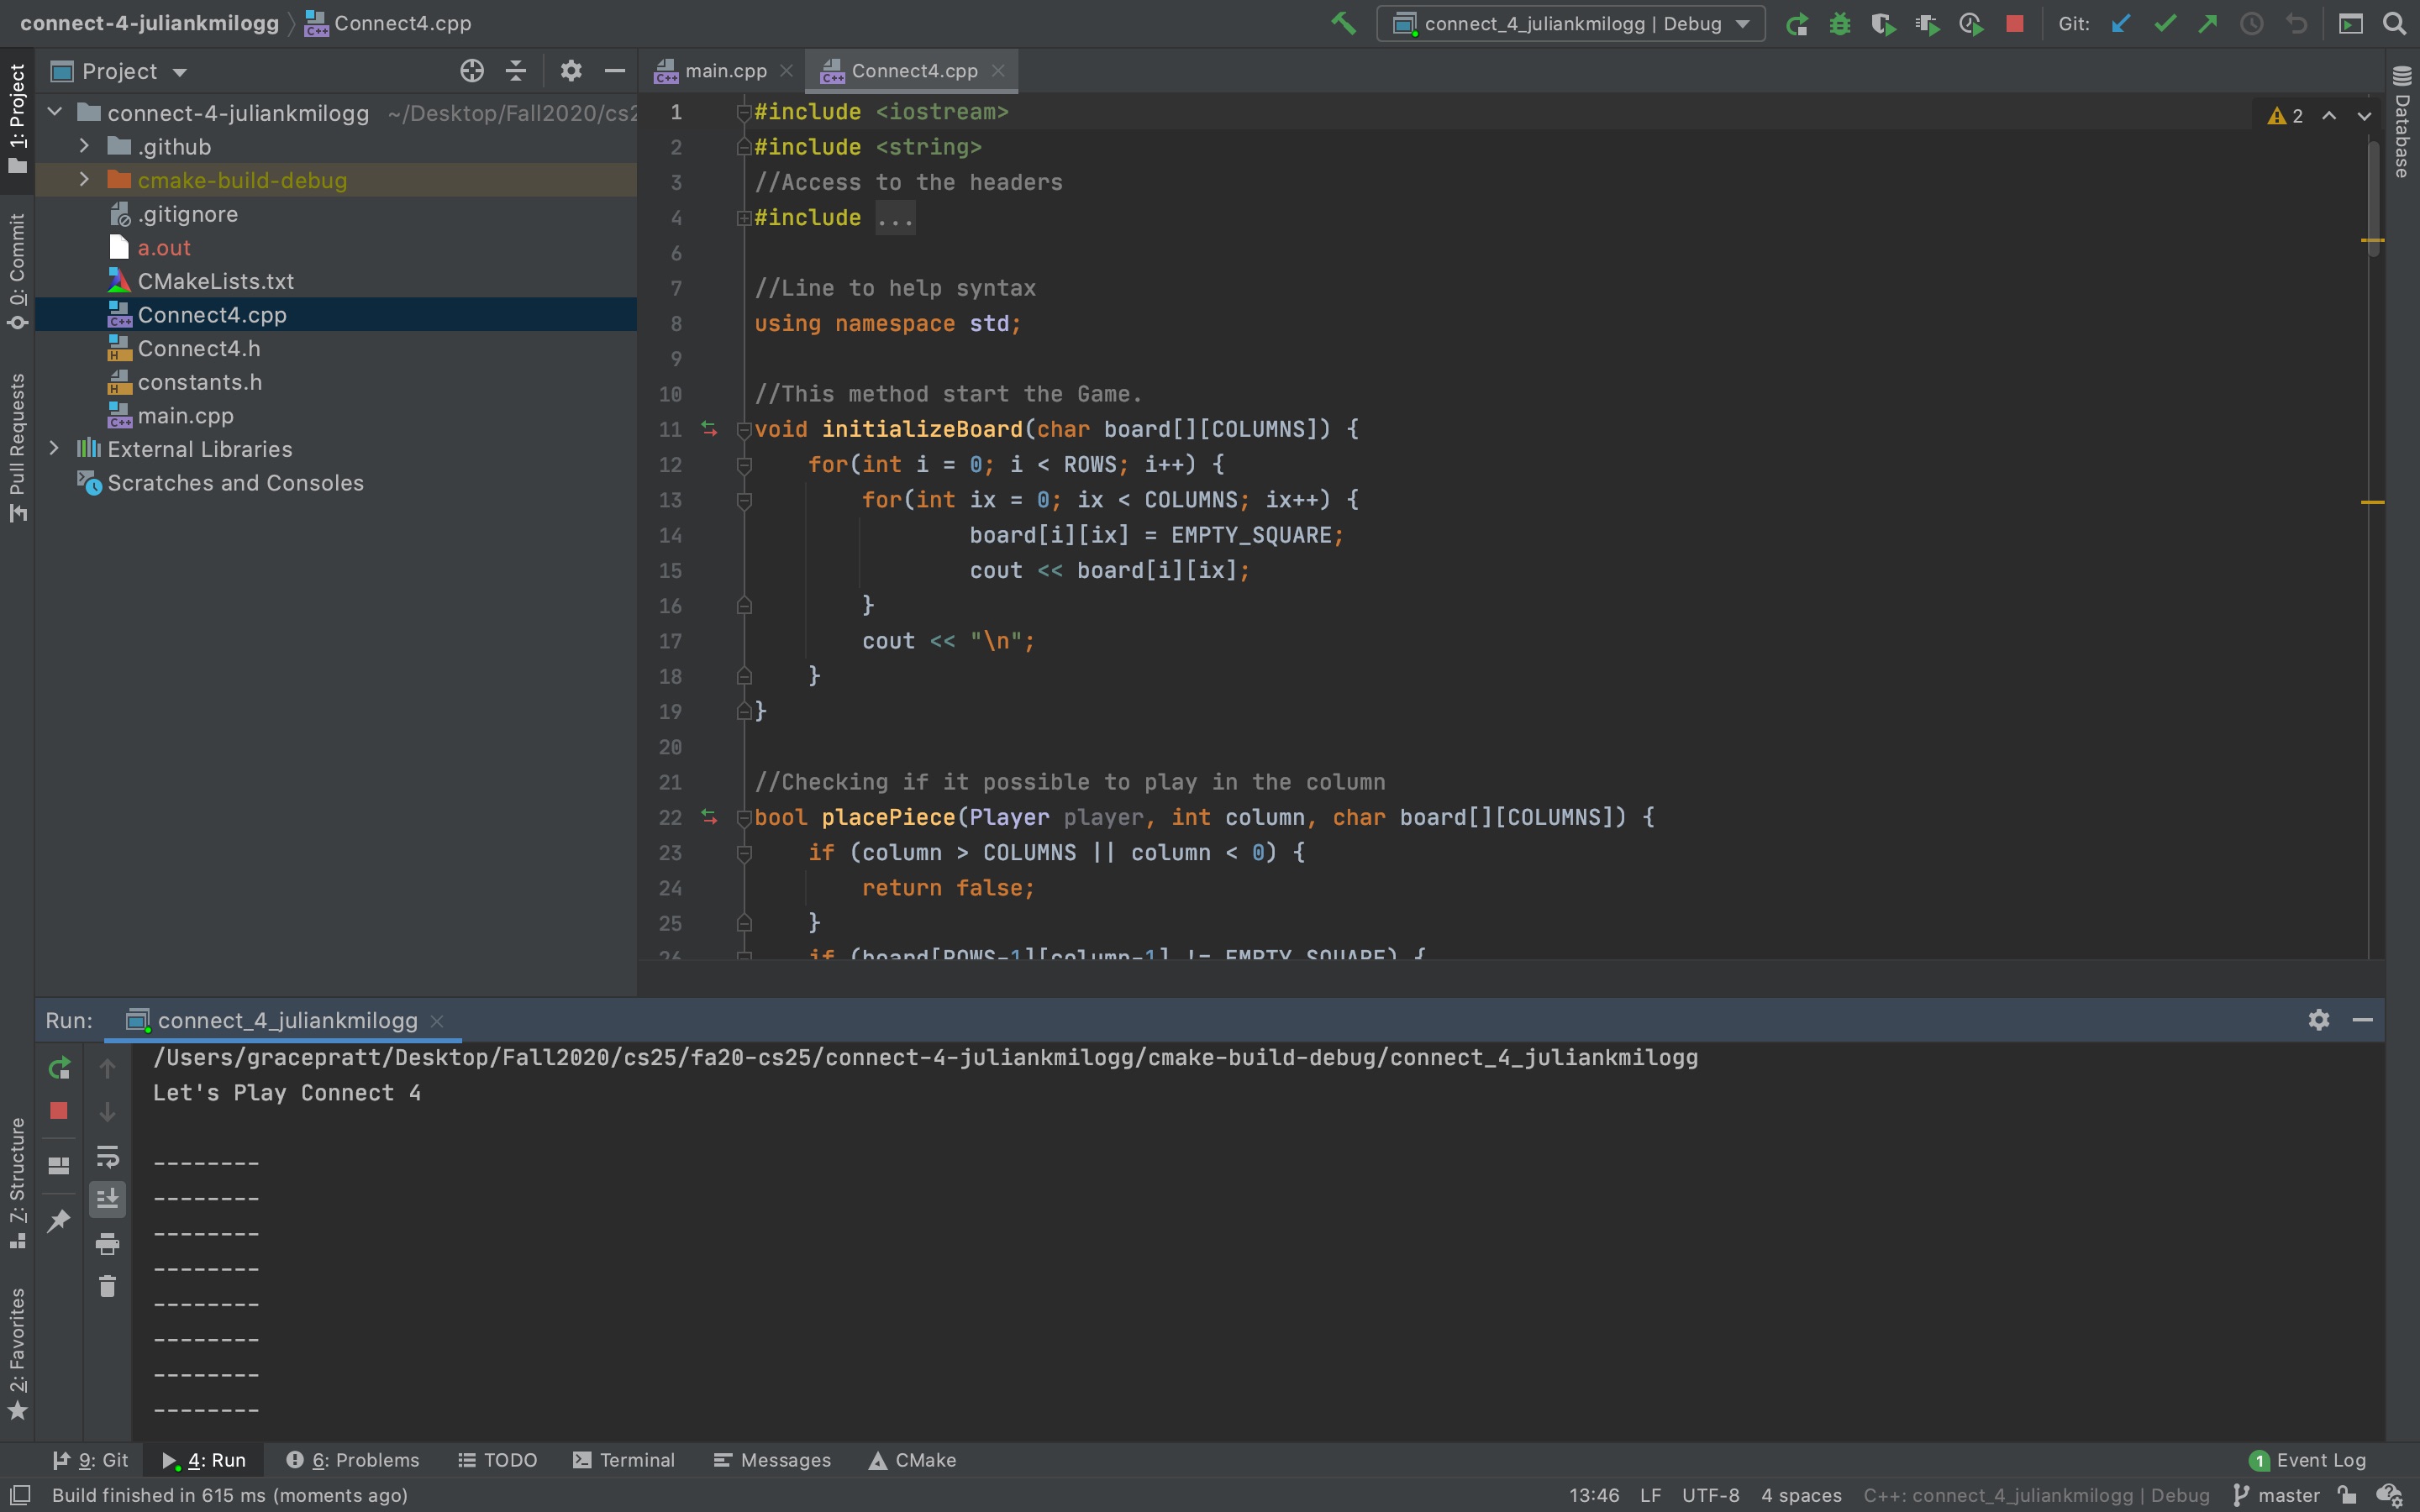 connect-4-juliankmilogg Connect4.cpp
connect_4_juliankmilogg | Debug
Git:
Project
main.cpp
Connect4.cpp
1: Project
0: Commit
Pull Requests
7: Structure
2: Favorites
Database
connect-4-juliankmilogg ~/Desktop/Fall2020/cs2
.github
cmake-build-debug
.gitignore
a.out
CMakeLists.txt
Connect4.cpp
Connect4.h
constants.h
main.cpp
External Libraries
Scratches and Consoles
2
1 #include <iostream>
2 #include <string>
3 //Access to the headers
4 #include ...
6
7 //Line to help syntax
8 using namespace std;
9
10 //This method start the Game.
11 void initializeBoard(char board[][COLUMNS]) {
12 for(int i = 0; i < ROWS; i++) {
13 for(int ix = 0; ix < COLUMNS; ix++) {
14 board[i][ix] = EMPTY_SQUARE;
15 cout << board[i][ix];
16 }
17 cout << "\n";
18 }
19 }
20
21 //Checking if it possible to play in the column
22 bool placePiece(Player player, int column, char board[][COLUMNS]) {
23 if (column > COLUMNS || column < 0) {
24 return false;
25 }
26 if (board[ROWS-1][column-1] != EMPTY_SQUARE) {
Run: connect_4_juliankmilogg
/Users/gracepratt/Desktop/Fall2020/cs25/fa20-cs25/connect-4-juliankmilogg/cmake-build-debug/connect_4_juliankmilogg
Let's Play Connect 4
--------
--------
--------
--------
--------
--------
--------
--------
9: Git
4: Run
6: Problems
TODO
Terminal
Messages
CMake
1 Event Log
Build finished in 615 ms (moments ago)
13:46 LF UTF-8 4 spaces C++: connect_4_juliankmilogg | Debug master